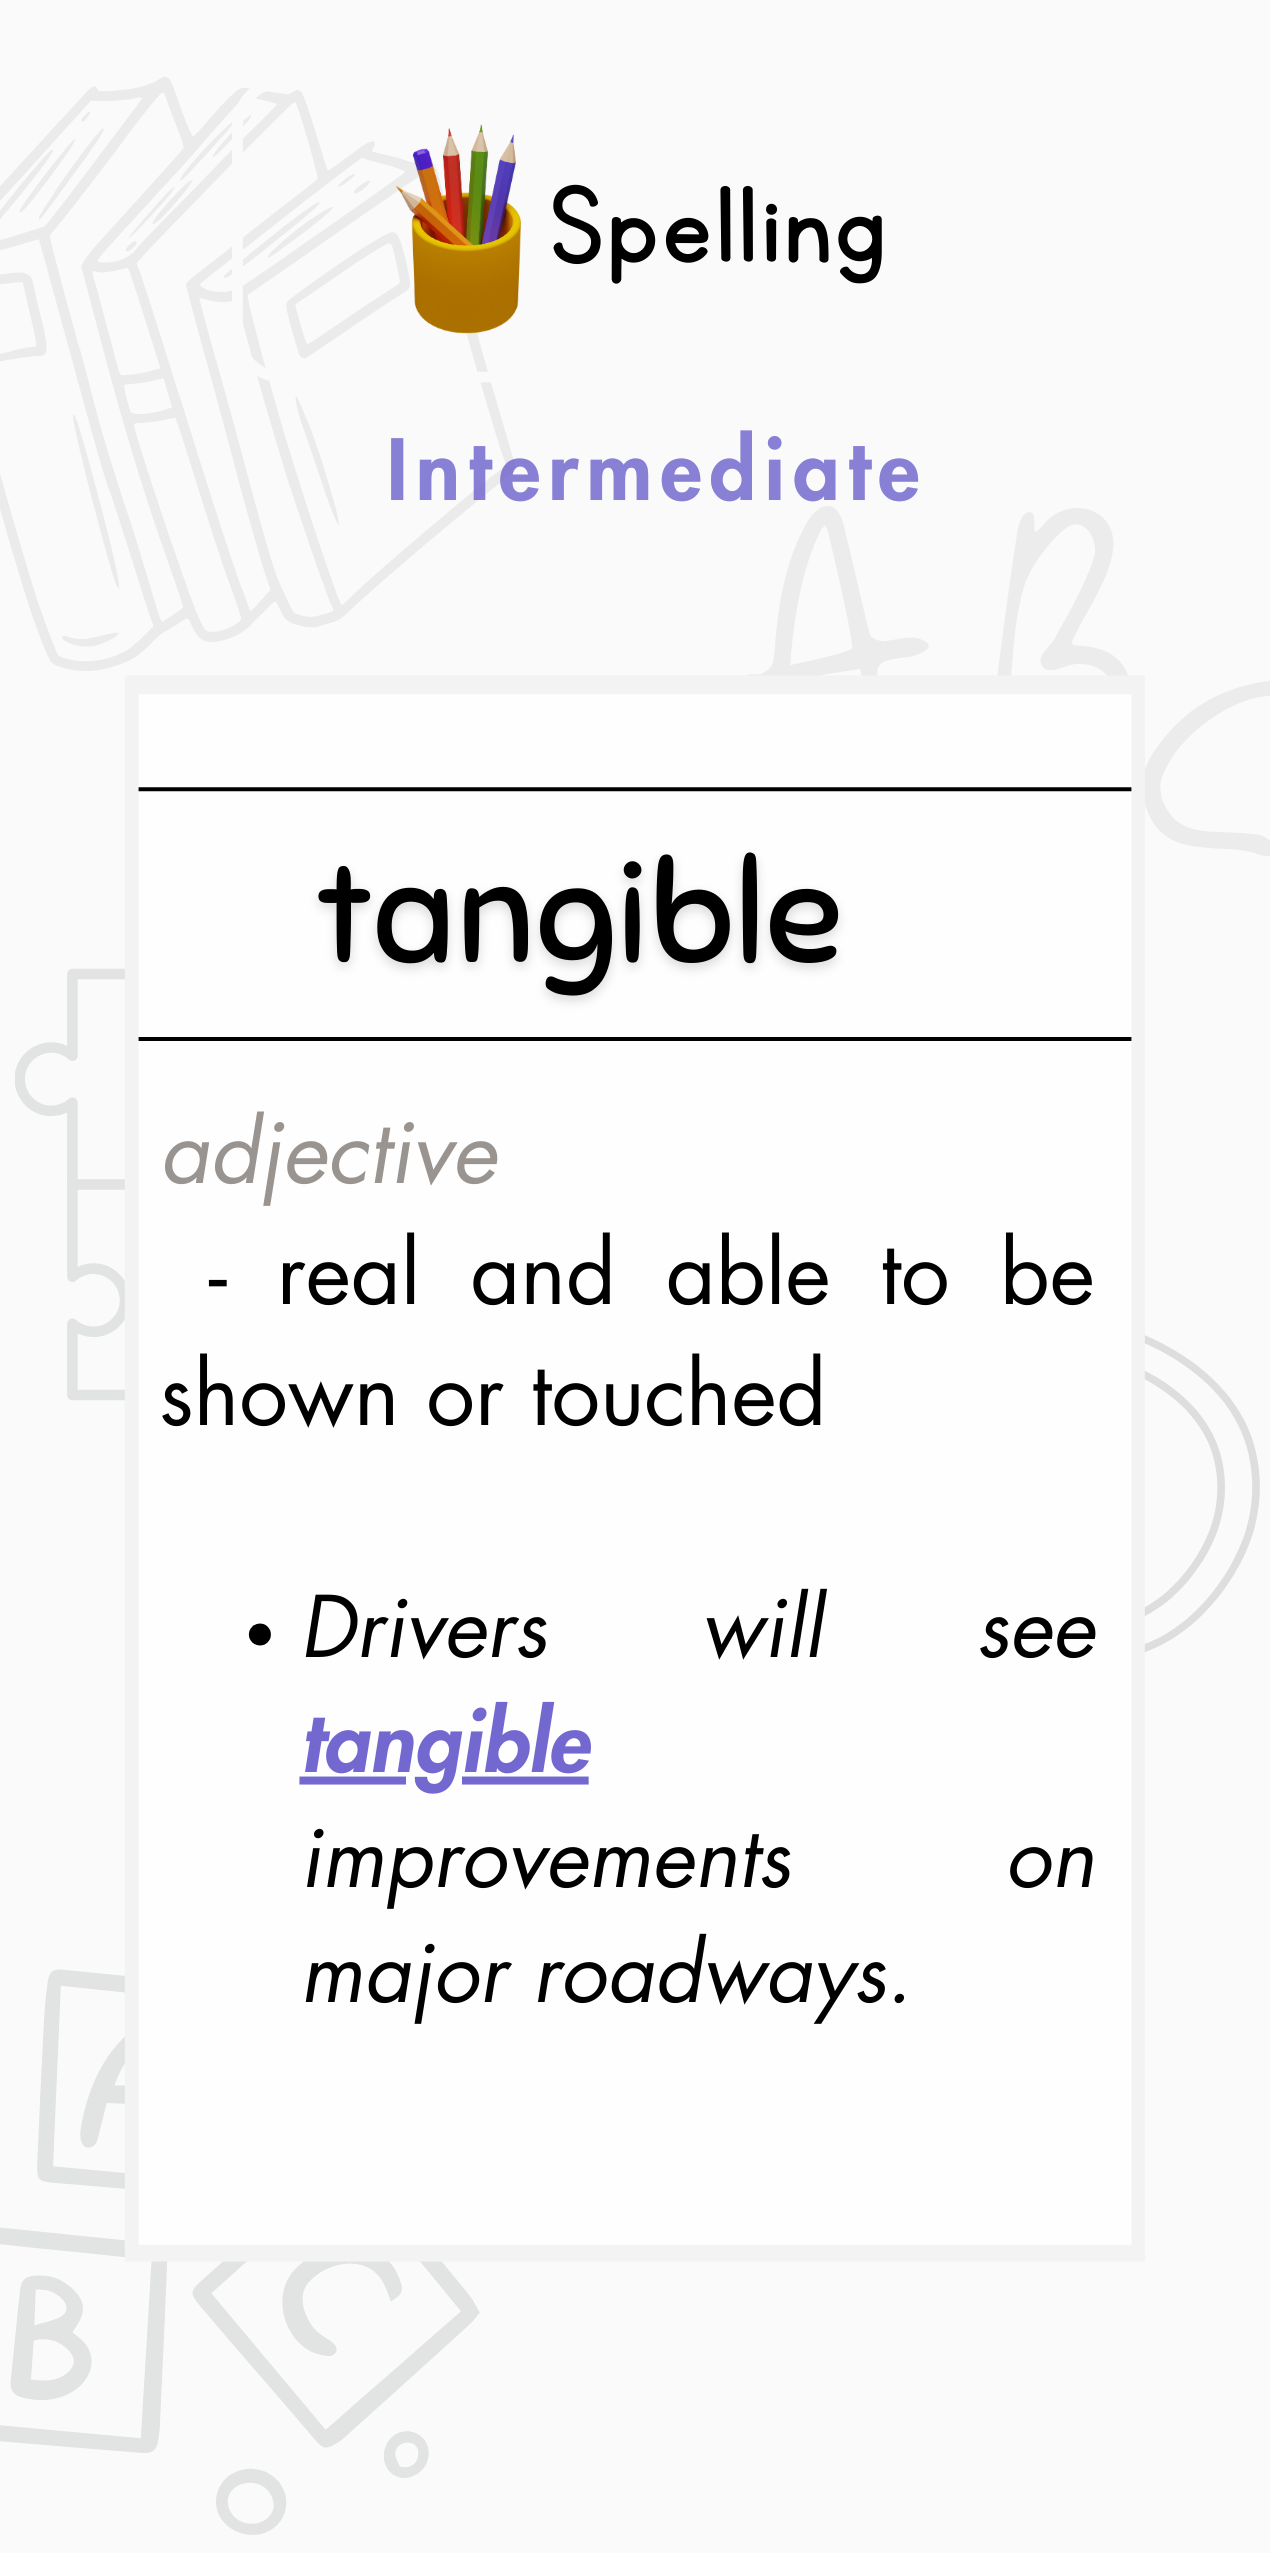 Spelling
Intermediate
A B C
tangible
adjective
- real and able to be
shown or touched
• Drivers will see
tangible
improvements on
major roadways.
A
B C